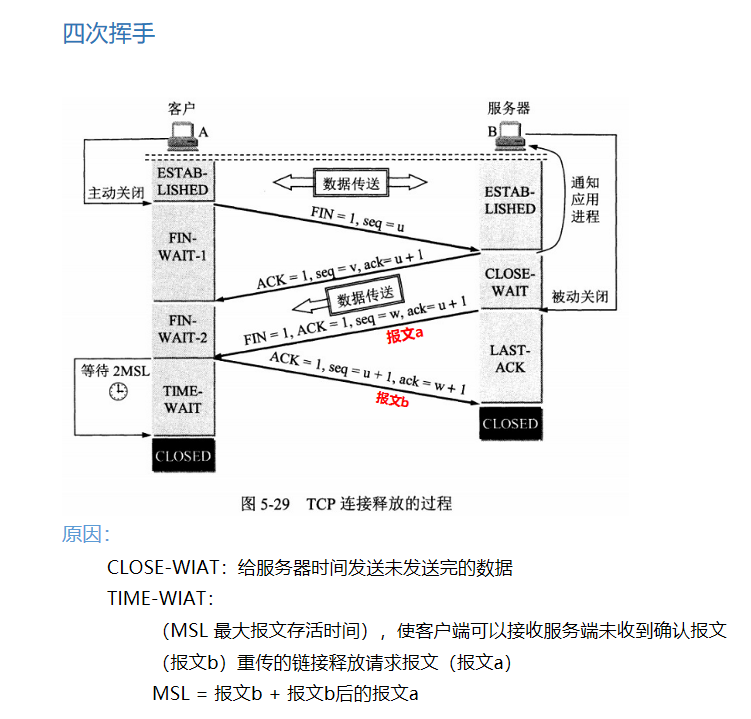 四次挥手
客户
服务器
A
B
ESTAB-
LISHED
主动关闭
数据传送
ESTAB-
LISHED
通知
应用
进程
FIN = 1, seq = u
FIN-
WAIT-1
ACK = 1, seq = v, ack= u + 1
CLOSE-
WAIT
被动关闭
数据传送
FIN-
WAIT-2
FIN = 1, ACK = 1, seq = w, ack= u + 1
报文a
LAST-
ACK
等待 2MSL
ACK = 1, seq = u + 1, ack = w + 1
报文b
TIME-
WAIT
CLOSED
CLOSED
图 5-29 TCP 连接释放的过程
原因：
CLOSE-WIAT：给服务器时间发送未发送完的数据
TIME-WIAT：
（MSL 最大报文存活时间），使客户端可以接收服务端未收到确认报文
（报文b）重传的链接释放请求报文（报文a）
MSL = 报文b + 报文b后的报文a